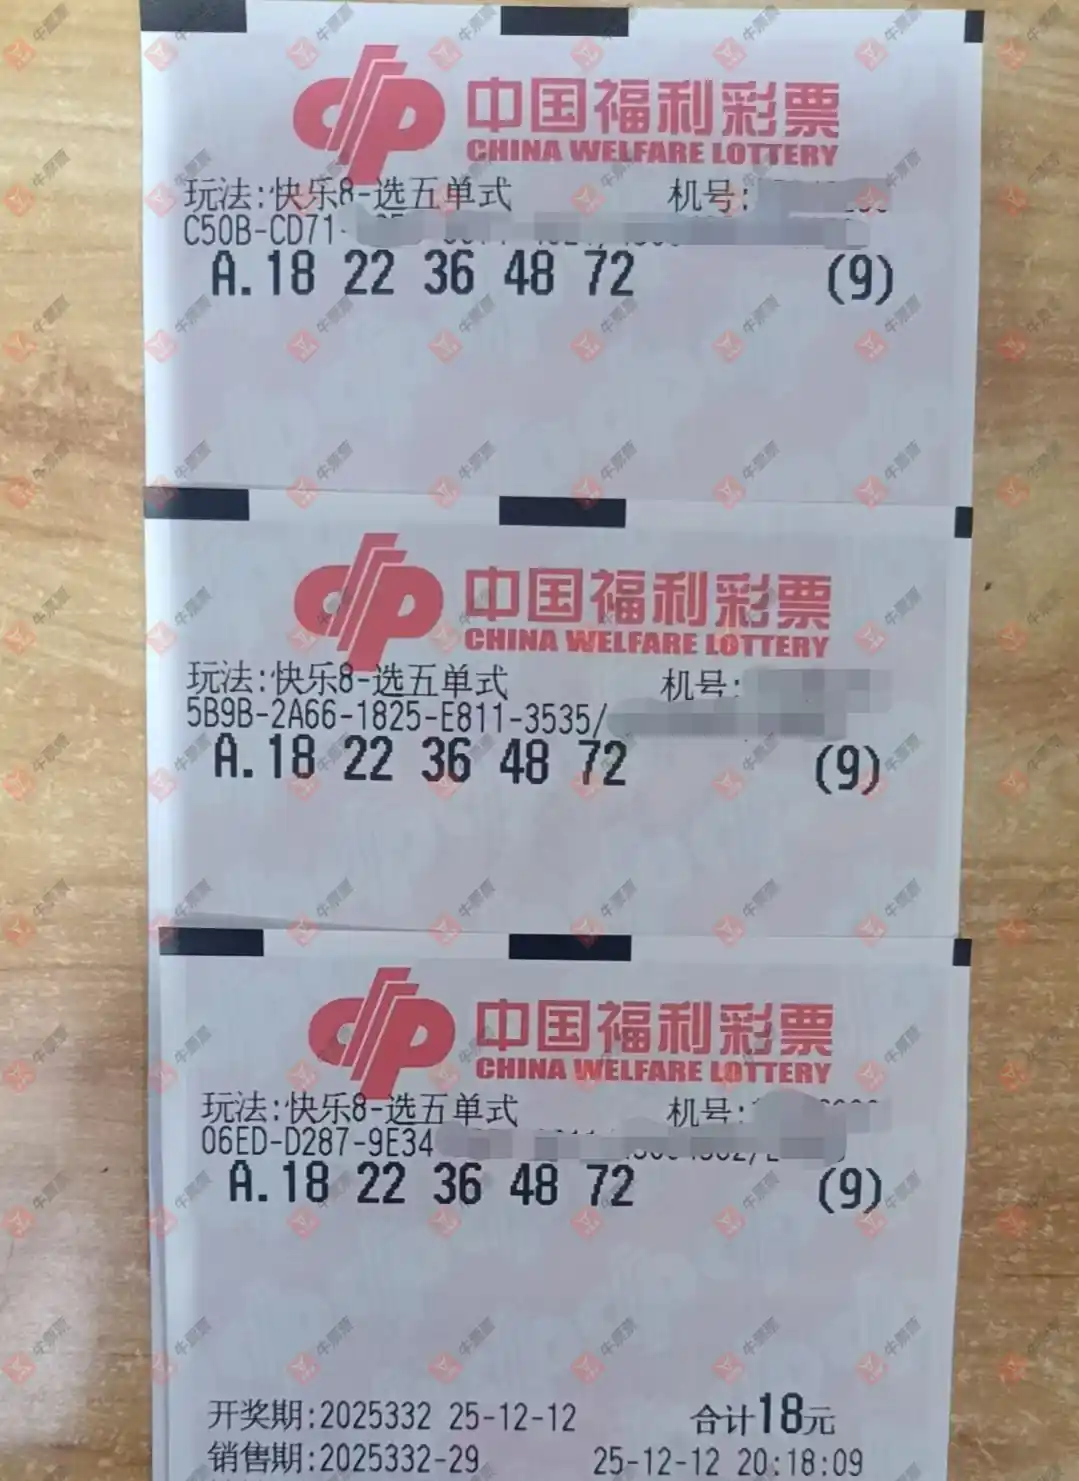 中国福利彩票
CHINA WELFARE LOTTERY
玩法:快乐8-选五单式 机号:
C50B-CD71-
A.18 22 36 48 72 (9)
中国福利彩票
CHINA WELFARE LOTTERY
玩法:快乐8-选五单式 机号:
5B9B-2A66-1825-E811-3535/
A.18 22 36 48 72 (9)
中国福利彩票
CHINA WELFARE LOTTERY
玩法:快乐8-选五单式 机号:
06ED-D287-9E34
A.18 22 36 48 72 (9)
开奖期:2025332 25-12-12 合计18元
销售期:2025332-29 25-12-12 20:18:09